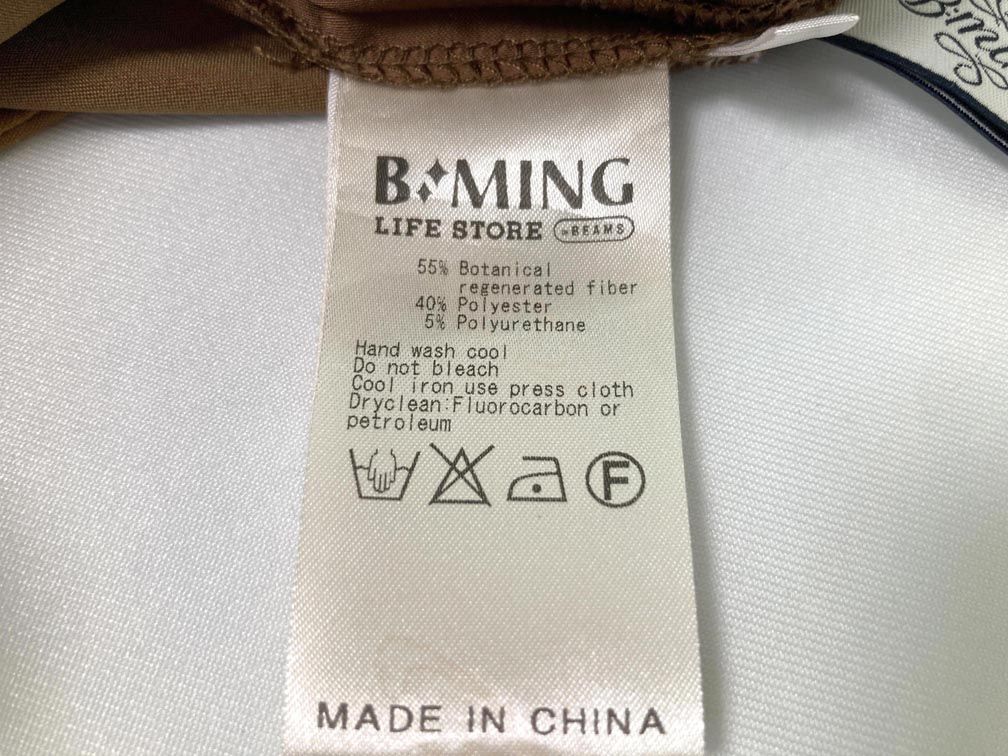 B MING
LIFE STORE by BEAMS
55% Botanical
regenerated fiber
40% Polyester
5% Polyurethane
Hand wash cool
Do not bleach
Cool iron use press cloth
Dryclean:Fluorocarbon or
petroleum
F
MADE IN CHINA